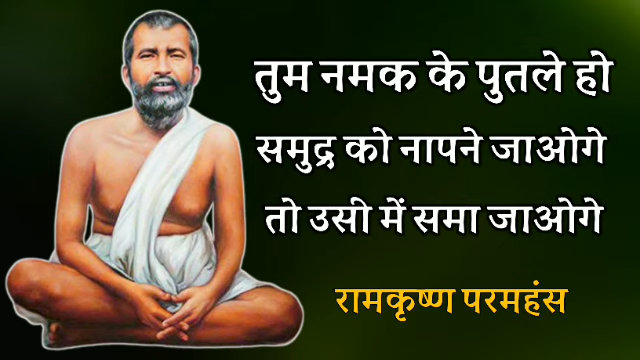 तुम नमक के पुतले हो
समुद्र को नापने जाओगे
तो उसी में समा जाओगे
रामकृष्ण परमहंस